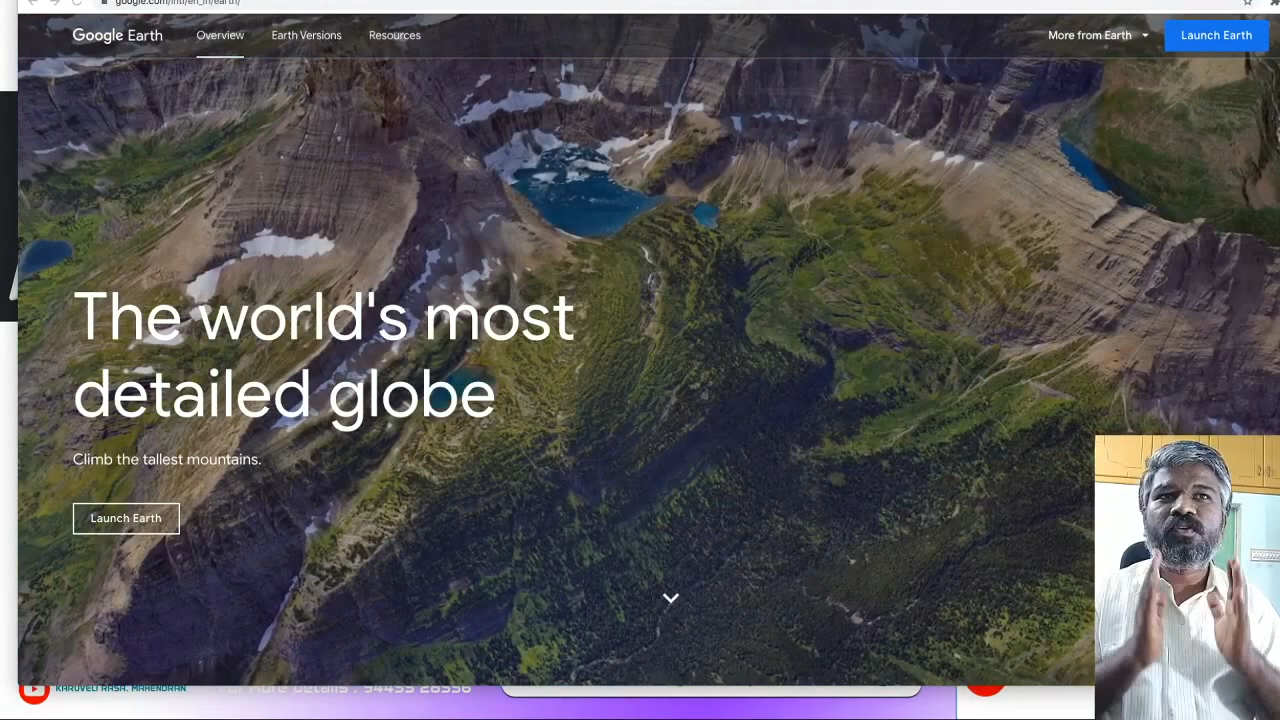 google.com/intl/en_in/earth/
Google Earth
Overview
Earth Versions
Resources
More from Earth
Launch Earth
The world's most
detailed globe
Climb the tallest mountains.
Launch Earth
KARUVELI RASA. MAHENDRAN
For More Details : 94435 28556